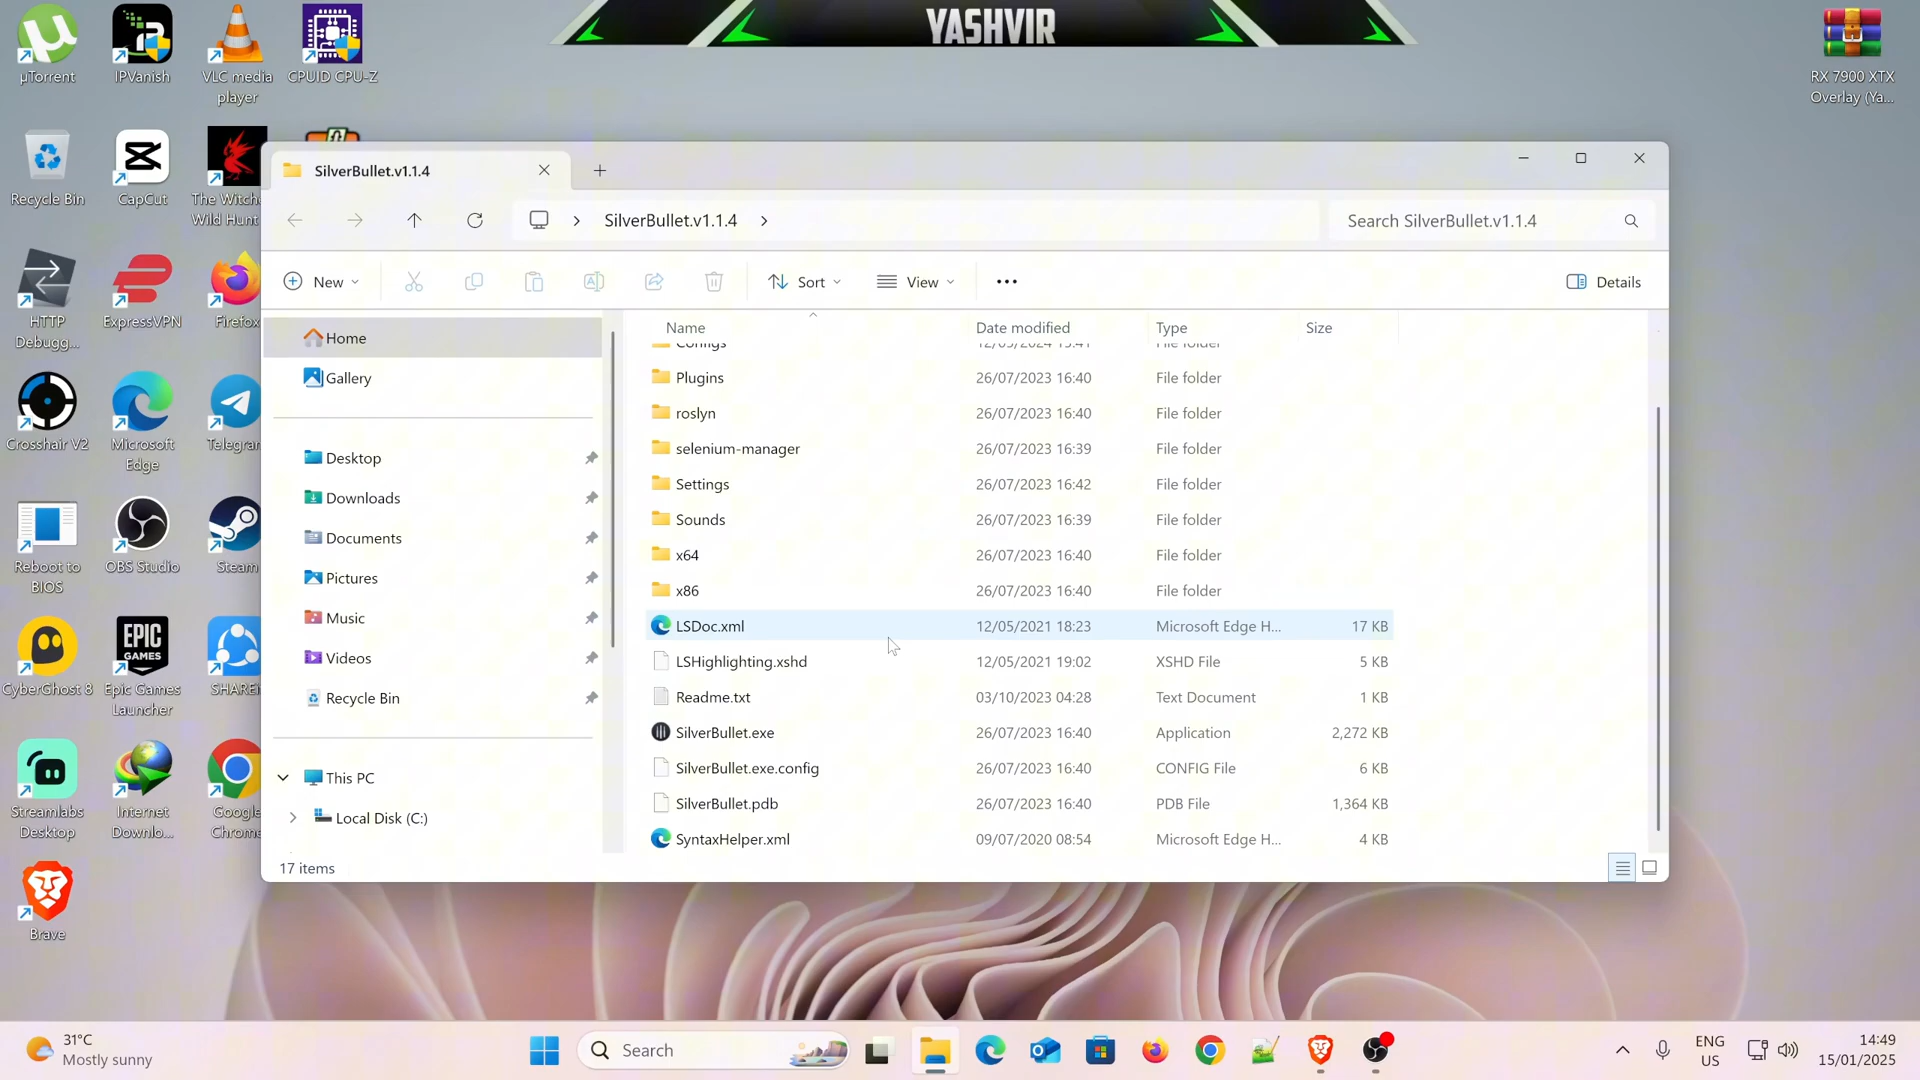 YASHVIR
µTorrent
IPVanish
VLC media
player
CPUID CPU-Z
RX 7900 XTX
Overlay (Ya...
Recycle Bin
CapCut
The Witch
Wild Hunt
HTTP
Debugg...
ExpressVPN
Firefox
Crosshair V2
Microsoft
Edge
Telegram
Reboot to
BIOS
OBS Studio
Steam
CyberGhost 8
EPIC
GAMES
Epic Games
Launcher
SHAREi
Streamlabs
Desktop
Internet
Downlo...
Google
Chrome
Brave
SilverBullet.v1.1.4
SilverBullet.v1.1.4
Search SilverBullet.v1.1.4
New
Sort
View
Details
Home
Gallery
Desktop
Downloads
Documents
Pictures
Music
Videos
Recycle Bin
This PC
Local Disk (C:)
Name Date modified Type Size
Configs 12/05/2024 15:41 File folder
Plugins 26/07/2023 16:40 File folder
roslyn 26/07/2023 16:40 File folder
selenium-manager 26/07/2023 16:39 File folder
Settings 26/07/2023 16:42 File folder
Sounds 26/07/2023 16:39 File folder
x64 26/07/2023 16:40 File folder
x86 26/07/2023 16:40 File folder
LSDoc.xml 12/05/2021 18:23 Microsoft Edge H... 17 KB
LSHighlighting.xshd 12/05/2021 19:02 XSHD File 5 KB
Readme.txt 03/10/2023 04:28 Text Document 1 KB
SilverBullet.exe 26/07/2023 16:40 Application 2,272 KB
SilverBullet.exe.config 26/07/2023 16:40 CONFIG File 6 KB
SilverBullet.pdb 26/07/2023 16:40 PDB File 1,364 KB
SyntaxHelper.xml 09/07/2020 08:54 Microsoft Edge H... 4 KB
17 items
31°C
Mostly sunny
Search
ENG
US
14:49
15/01/2025